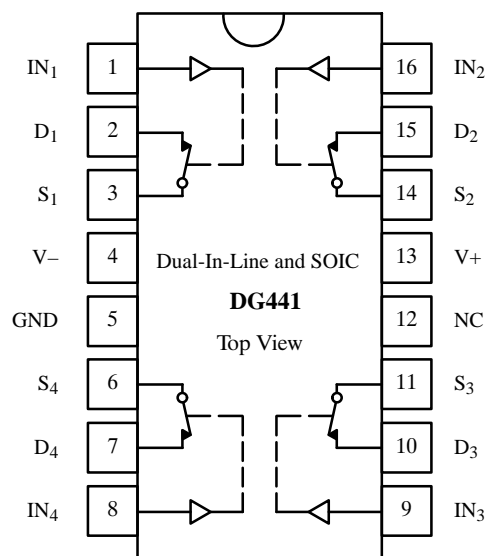 IN1 1 16 IN2
D1 2 15 D2
S1 3 14 S2
V– 4 13 V+
Dual-In-Line and SOIC
DG441
GND 5 12 NC
Top View
S4 6 11 S3
D4 7 10 D3
IN4 8 9 IN3